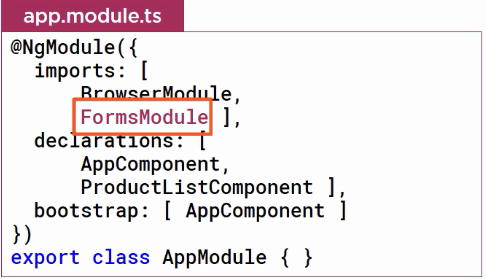 app.module.ts
@NgModule({
imports: [
BrowserModule,
FormsModule ],
declarations: [
AppComponent,
ProductListComponent ],
bootstrap: [ AppComponent ]
})
export class AppModule { }